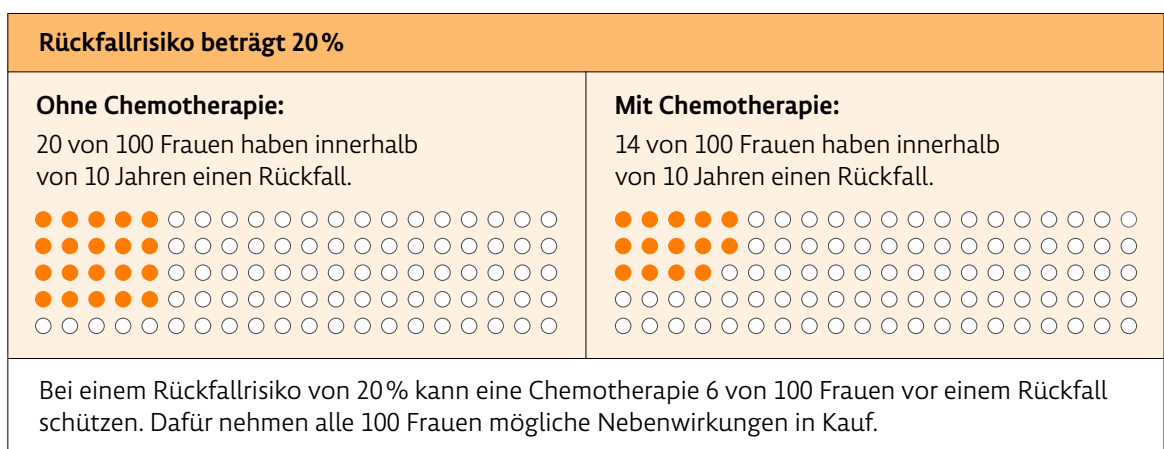 Rückfallrisiko beträgt 20 %
Ohne Chemotherapie:
20 von 100 Frauen haben innerhalb
von 10 Jahren einen Rückfall.
Mit Chemotherapie:
14 von 100 Frauen haben innerhalb
von 10 Jahren einen Rückfall.
Bei einem Rückfallrisiko von 20 % kann eine Chemotherapie 6 von 100 Frauen vor einem Rückfall
schützen. Dafür nehmen alle 100 Frauen mögliche Nebenwirkungen in Kauf.